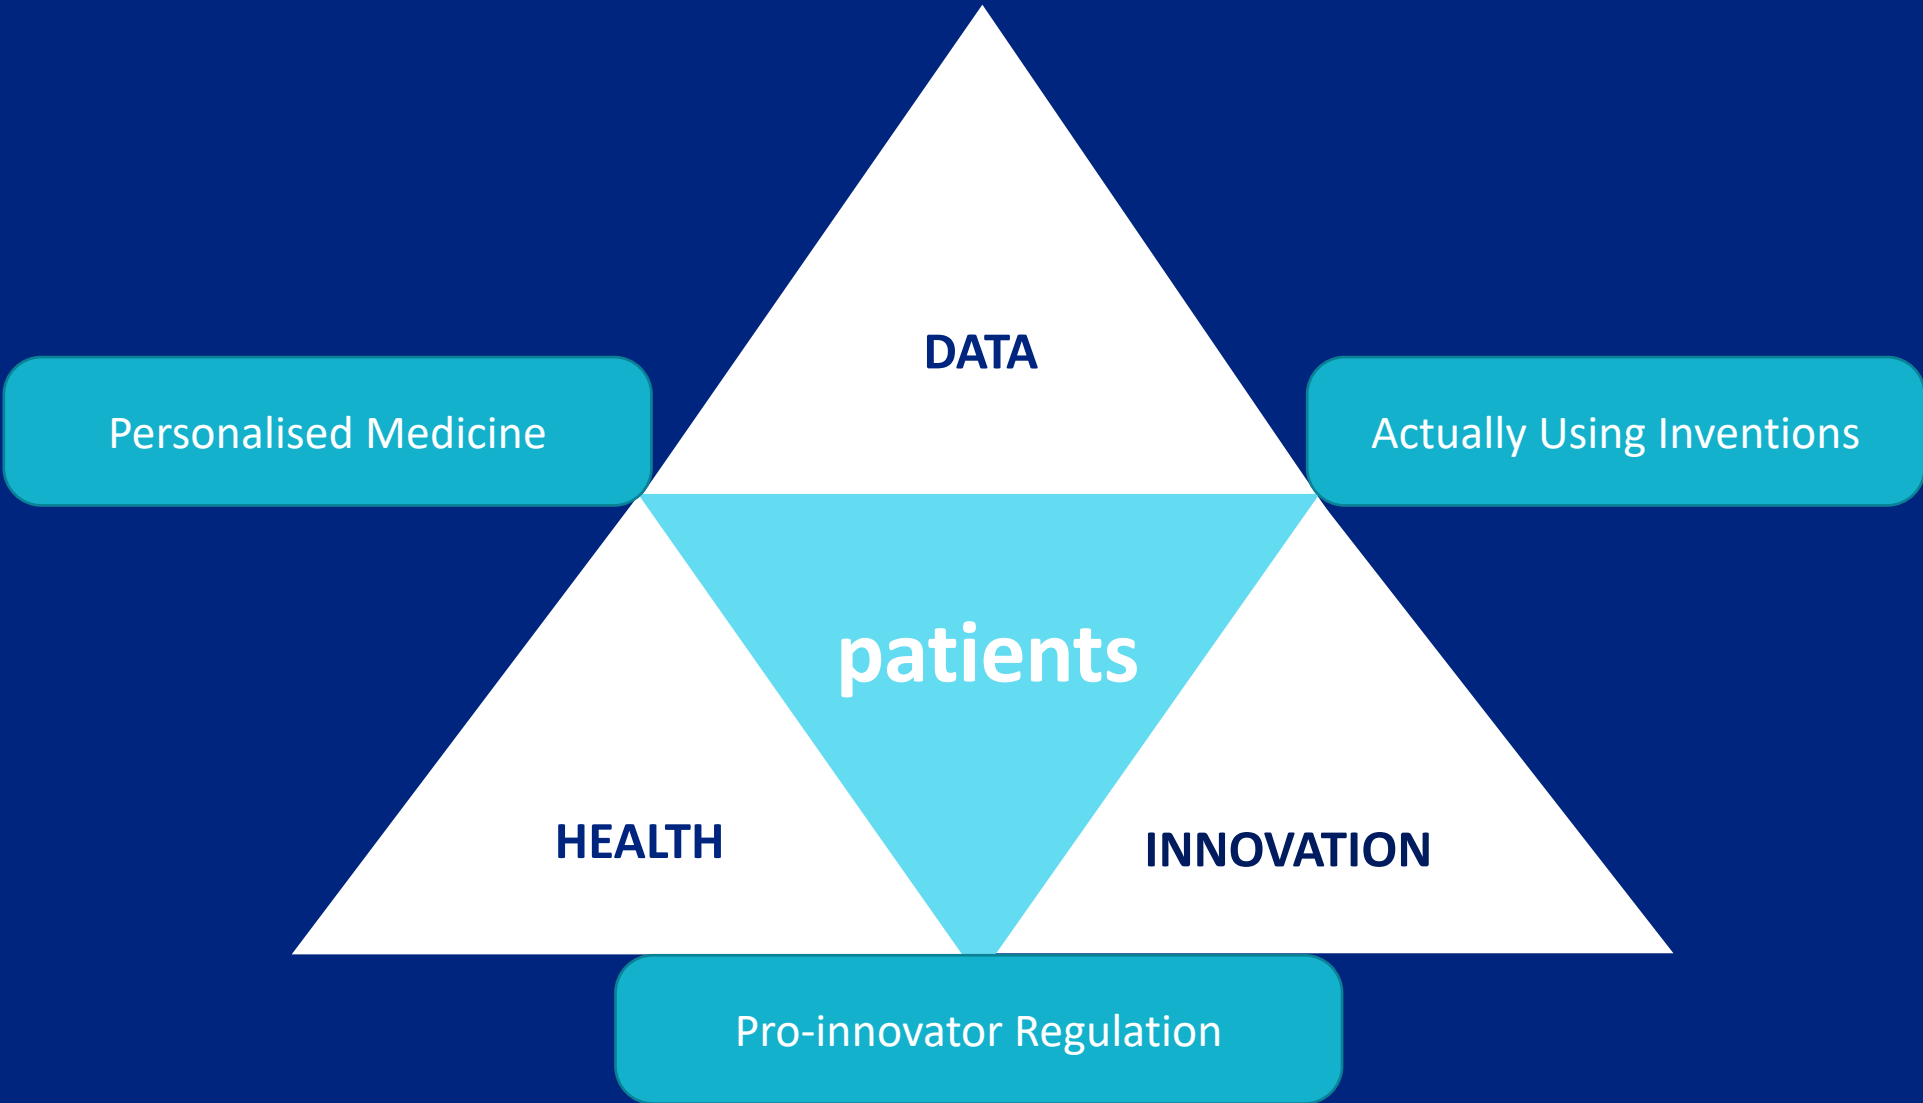 DATA
Personalised Medicine
Actually Using Inventions
patients
HEALTH
INNOVATION
Pro-innovator Regulation